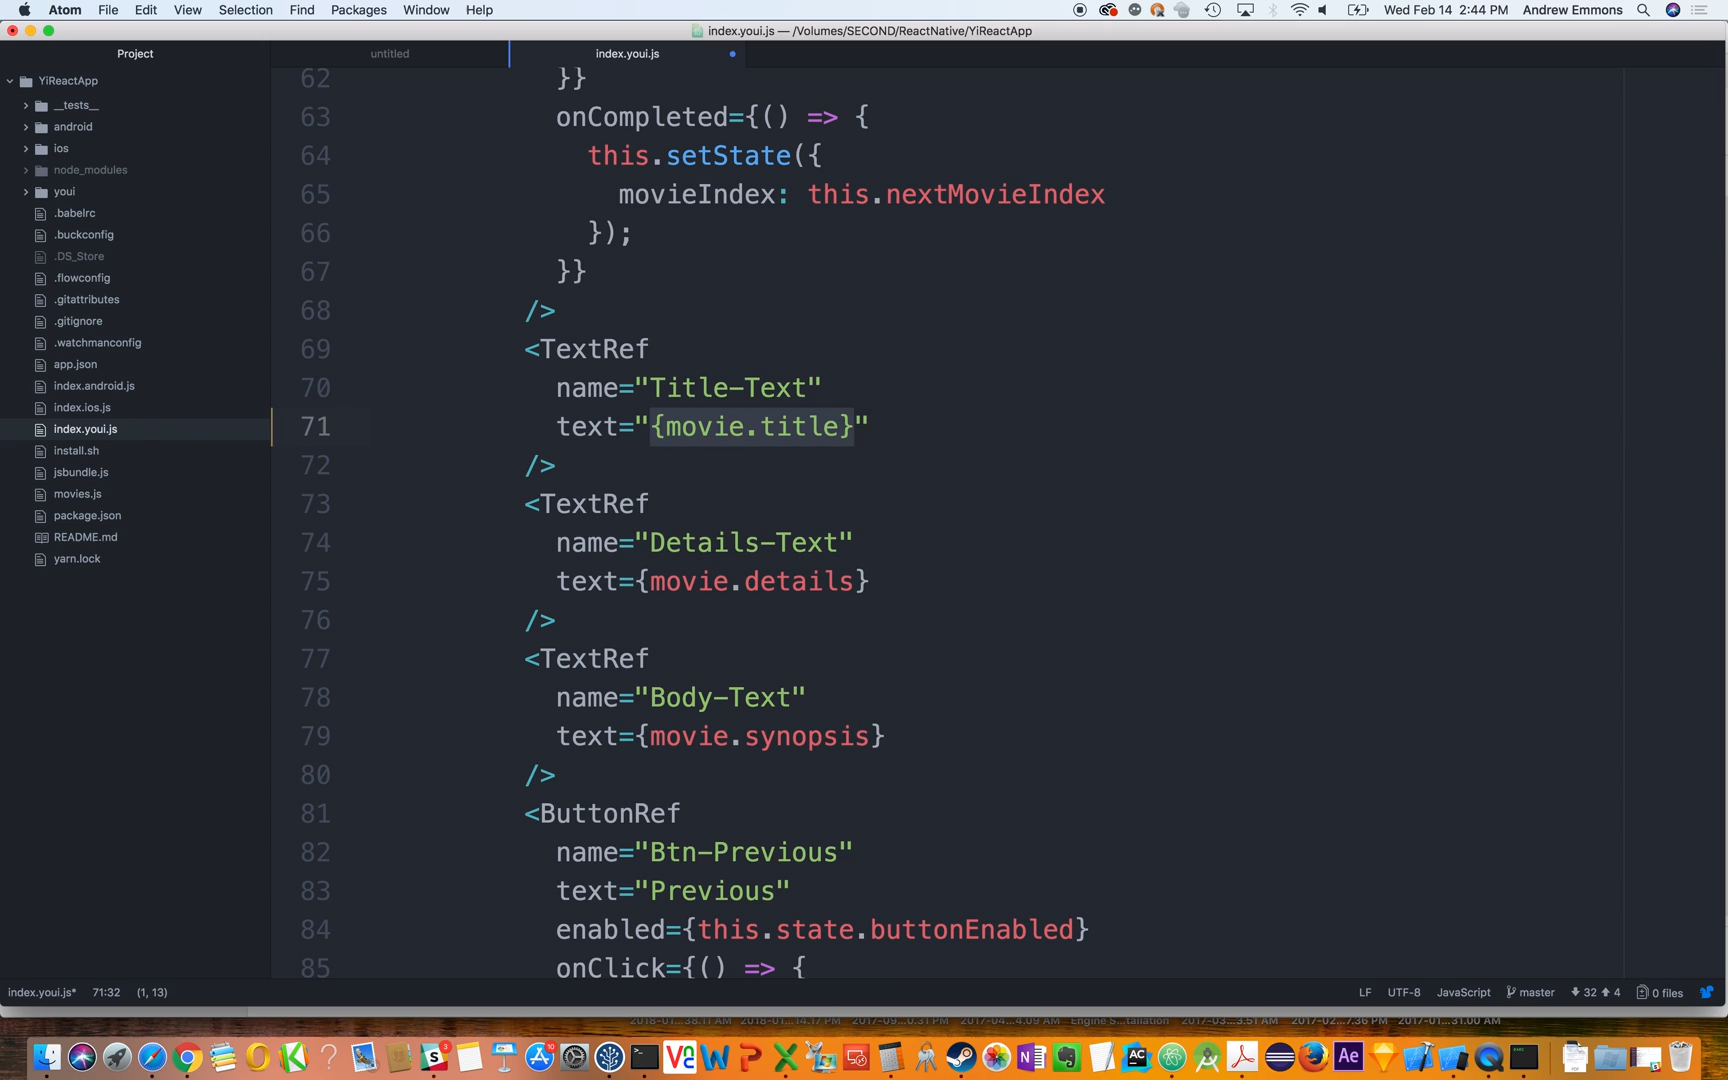 Atom File Edit View Selection Find Packages Window Help Wed Feb 14 2:44 PM Andrew Emmons
index.youi.js — /Volumes/SECOND/ReactNative/YiReactApp
Project
untitled
index.youi.js
YiReactApp
__tests__
android
ios
node_modules
youi
.babelrc
.buckconfig
.DS_Store
.flowconfig
.gitattributes
.gitignore
.watchmanconfig
app.json
index.android.js
index.ios.js
index.youi.js
install.sh
jsbundle.js
movies.js
package.json
README.md
yarn.lock
62 }}
63 onCompleted={() => {
64 this.setState({
65 movieIndex: this.nextMovieIndex
66 });
67 }}
68 />
69 <TextRef
70 name="Title-Text"
71 text="{movie.title}"
72 />
73 <TextRef
74 name="Details-Text"
75 text={movie.details}
76 />
77 <TextRef
78 name="Body-Text"
79 text={movie.synopsis}
80 />
81 <ButtonRef
82 name="Btn-Previous"
83 text="Previous"
84 enabled={this.state.buttonEnabled}
85 onClick={() => {
index.youi.js* 71:32 (1, 13)
LF UTF-8 JavaScript master 32 4 0 files